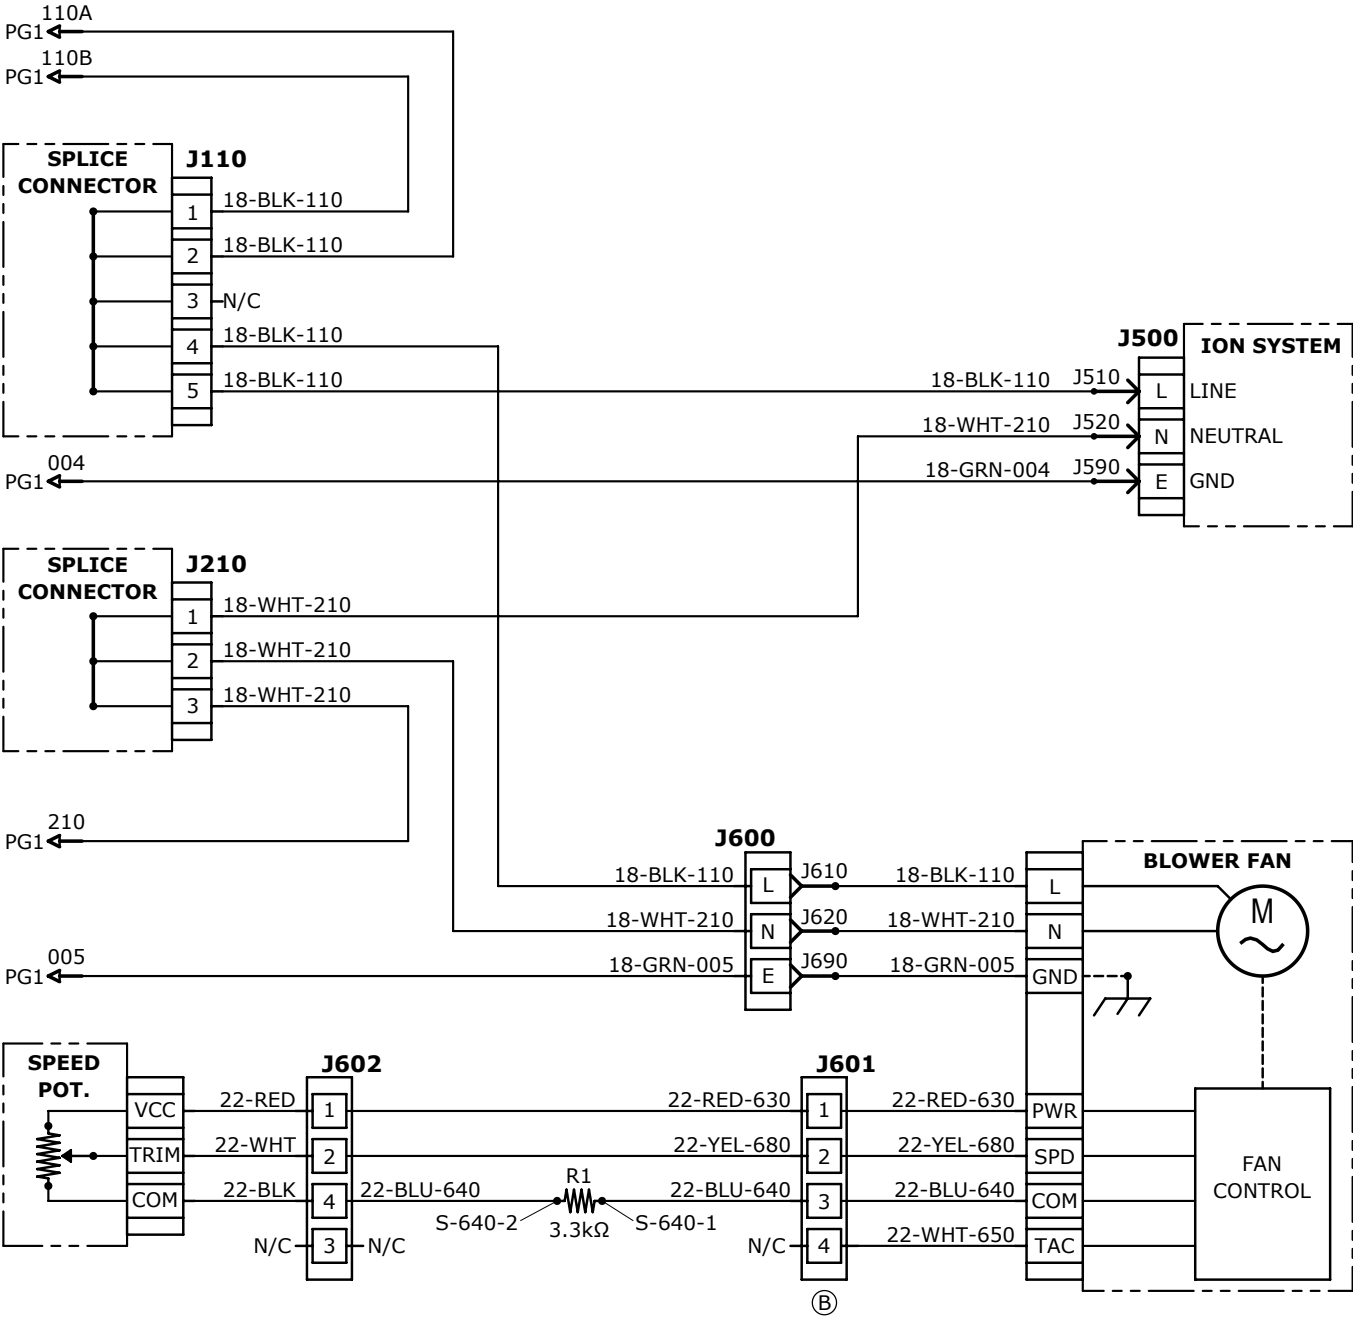 110A
PG1
110B
PG1
SPLICE
CONNECTOR
J110
1
18-BLK-110
2
18-BLK-110
3
N/C
4
18-BLK-110
5
18-BLK-110
18-BLK-110
J510
J500
ION SYSTEM
L
LINE
18-WHT-210
J520
N
NEUTRAL
004
PG1
18-GRN-004
J590
E
GND
SPLICE
CONNECTOR
J210
1
18-WHT-210
2
18-WHT-210
3
18-WHT-210
210
PG1
J600
BLOWER FAN
18-BLK-110
L
J610
18-BLK-110
L
M
18-WHT-210
N
J620
18-WHT-210
N
005
PG1
18-GRN-005
E
J690
18-GRN-005
GND
SPEED
POT.
J602
J601
VCC
22-RED
1
22-RED-630
1
22-RED-630
PWR
TRIM
22-WHT
2
22-YEL-680
2
22-YEL-680
SPD
FAN
CONTROL
COM
22-BLK
4
22-BLU-640
R1
3.3kΩ
S-640-2
S-640-1
22-BLU-640
3
22-BLU-640
COM
N/C
3
N/C
N/C
4
22-WHT-650
TAC
B